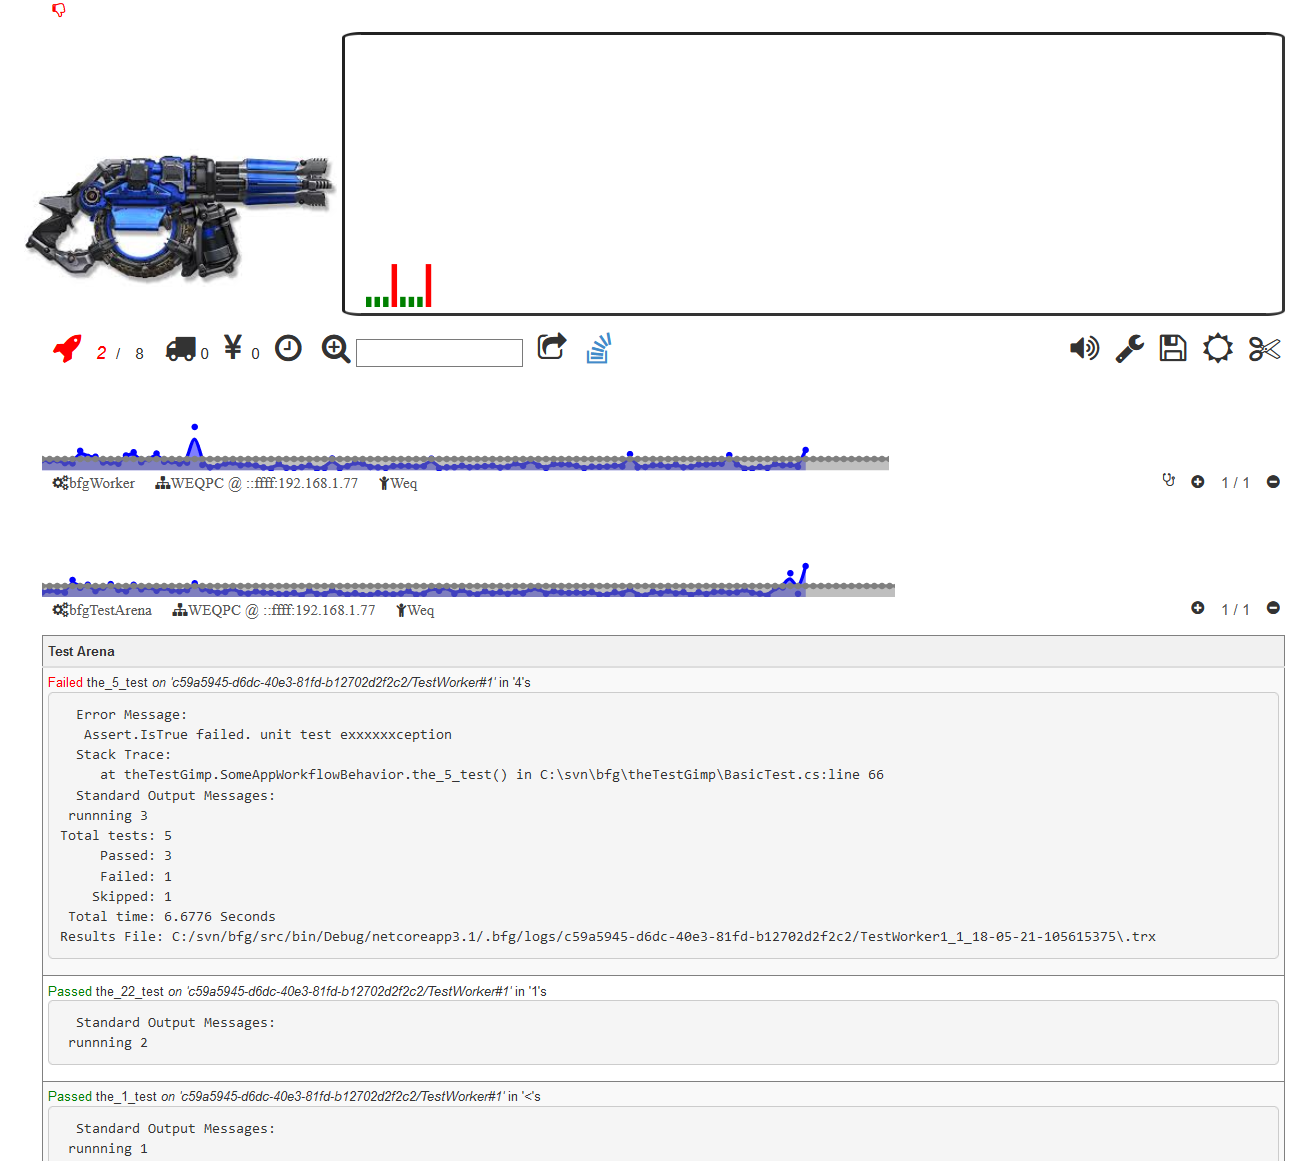 2 / 8 0 ¥ 0
bfgWorker WEQPC @ ::ffff:192.168.1.77 Weq 1 / 1
bfgTestArena WEQPC @ ::ffff:192.168.1.77 Weq 1 / 1
Test Arena
Failed the_5_test on 'c59a5945-d6dc-40e3-81fd-b12702d2f2c2/TestWorker#1' in '4's
Error Message:
Assert.IsTrue failed. unit test exxxxxxception
Stack Trace:
at theTestGimp.SomeAppWorkflowBehavior.the_5_test() in C:\svn\bfg\theTestGimp\BasicTest.cs:line 66
Standard Output Messages:
runnning 3
Total tests: 5
Passed: 3
Failed: 1
Skipped: 1
Total time: 6.6776 Seconds
Results File: C:/svn/bfg/src/bin/Debug/netcoreapp3.1/.bfg/logs/c59a5945-d6dc-40e3-81fd-b12702d2f2c2/TestWorker1_1_18-05-21-105615375\.trx
Passed the_22_test on 'c59a5945-d6dc-40e3-81fd-b12702d2f2c2/TestWorker#1' in '1's
Standard Output Messages:
runnning 2
Passed the_1_test on 'c59a5945-d6dc-40e3-81fd-b12702d2f2c2/TestWorker#1' in '<'s
Standard Output Messages:
runnning 1